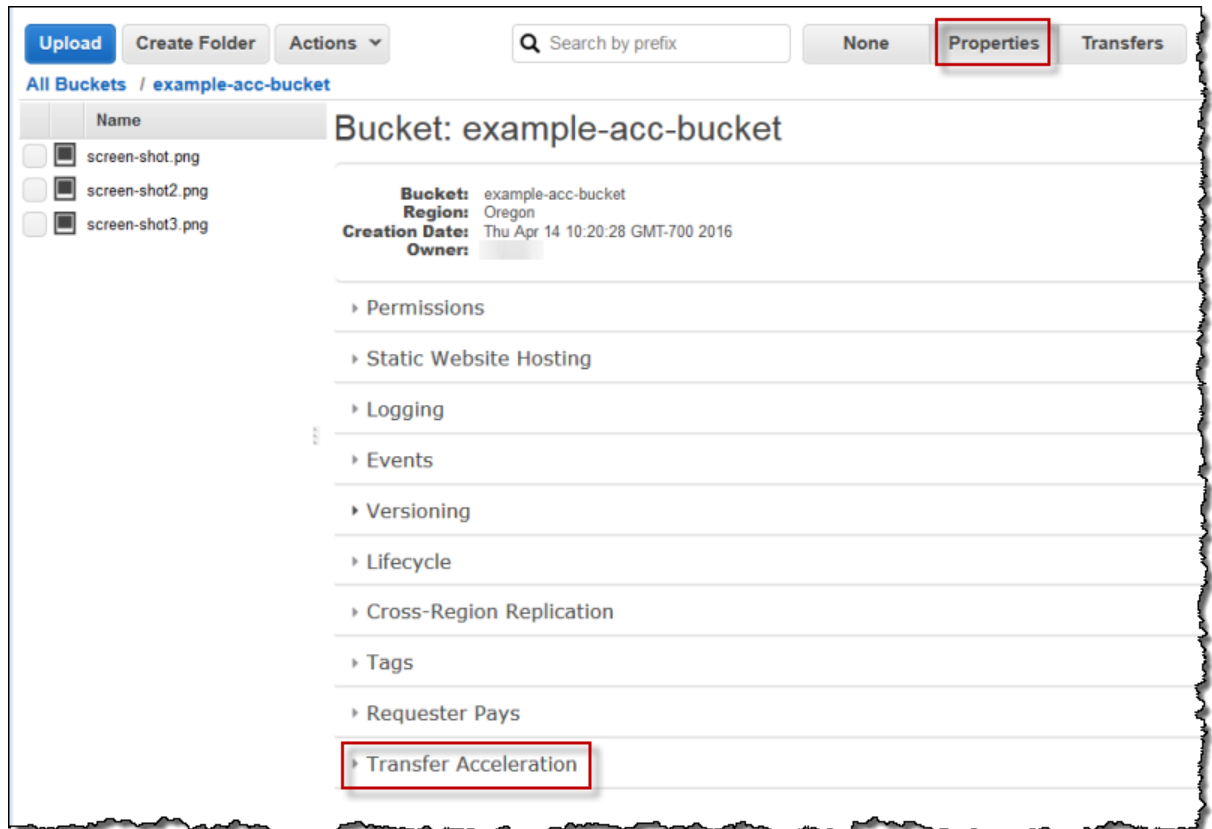 Upload Create Folder Actions Search by prefix None Properties Transfers
All Buckets / example-acc-bucket
Name
screen-shot.png
screen-shot2.png
screen-shot3.png
Bucket: example-acc-bucket
Bucket: example-acc-bucket
Region: Oregon
Creation Date: Thu Apr 14 10:20:28 GMT-700 2016
Owner:
Permissions
Static Website Hosting
Logging
Events
Versioning
Lifecycle
Cross-Region Replication
Tags
Requester Pays
Transfer Acceleration